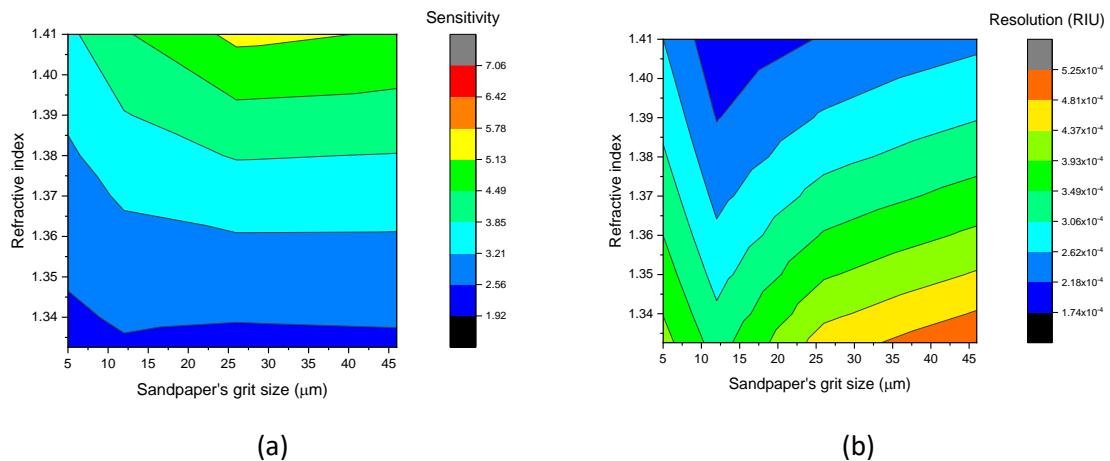 Sensitivity
1.41
1.40
1.39
1.38
1.37
1.36
1.35
1.34
Refractive index
5 10 15 20 25 30 35 40 45
Sandpaper's grit size (μm)
7.06
6.42
5.78
5.13
4.49
3.85
3.21
2.56
1.92
(a)
Resolution (RIU)
1.41
1.40
1.39
1.38
1.37
1.36
1.35
1.34
Refractive index
5 10 15 20 25 30 35 40 45
Sandpaper's grit size (μm)
5.25x10⁻⁴
4.81x10⁻⁴
4.37x10⁻⁴
3.93x10⁻⁴
3.49x10⁻⁴
3.06x10⁻⁴
2.62x10⁻⁴
2.18x10⁻⁴
1.74x10⁻⁴
(b)